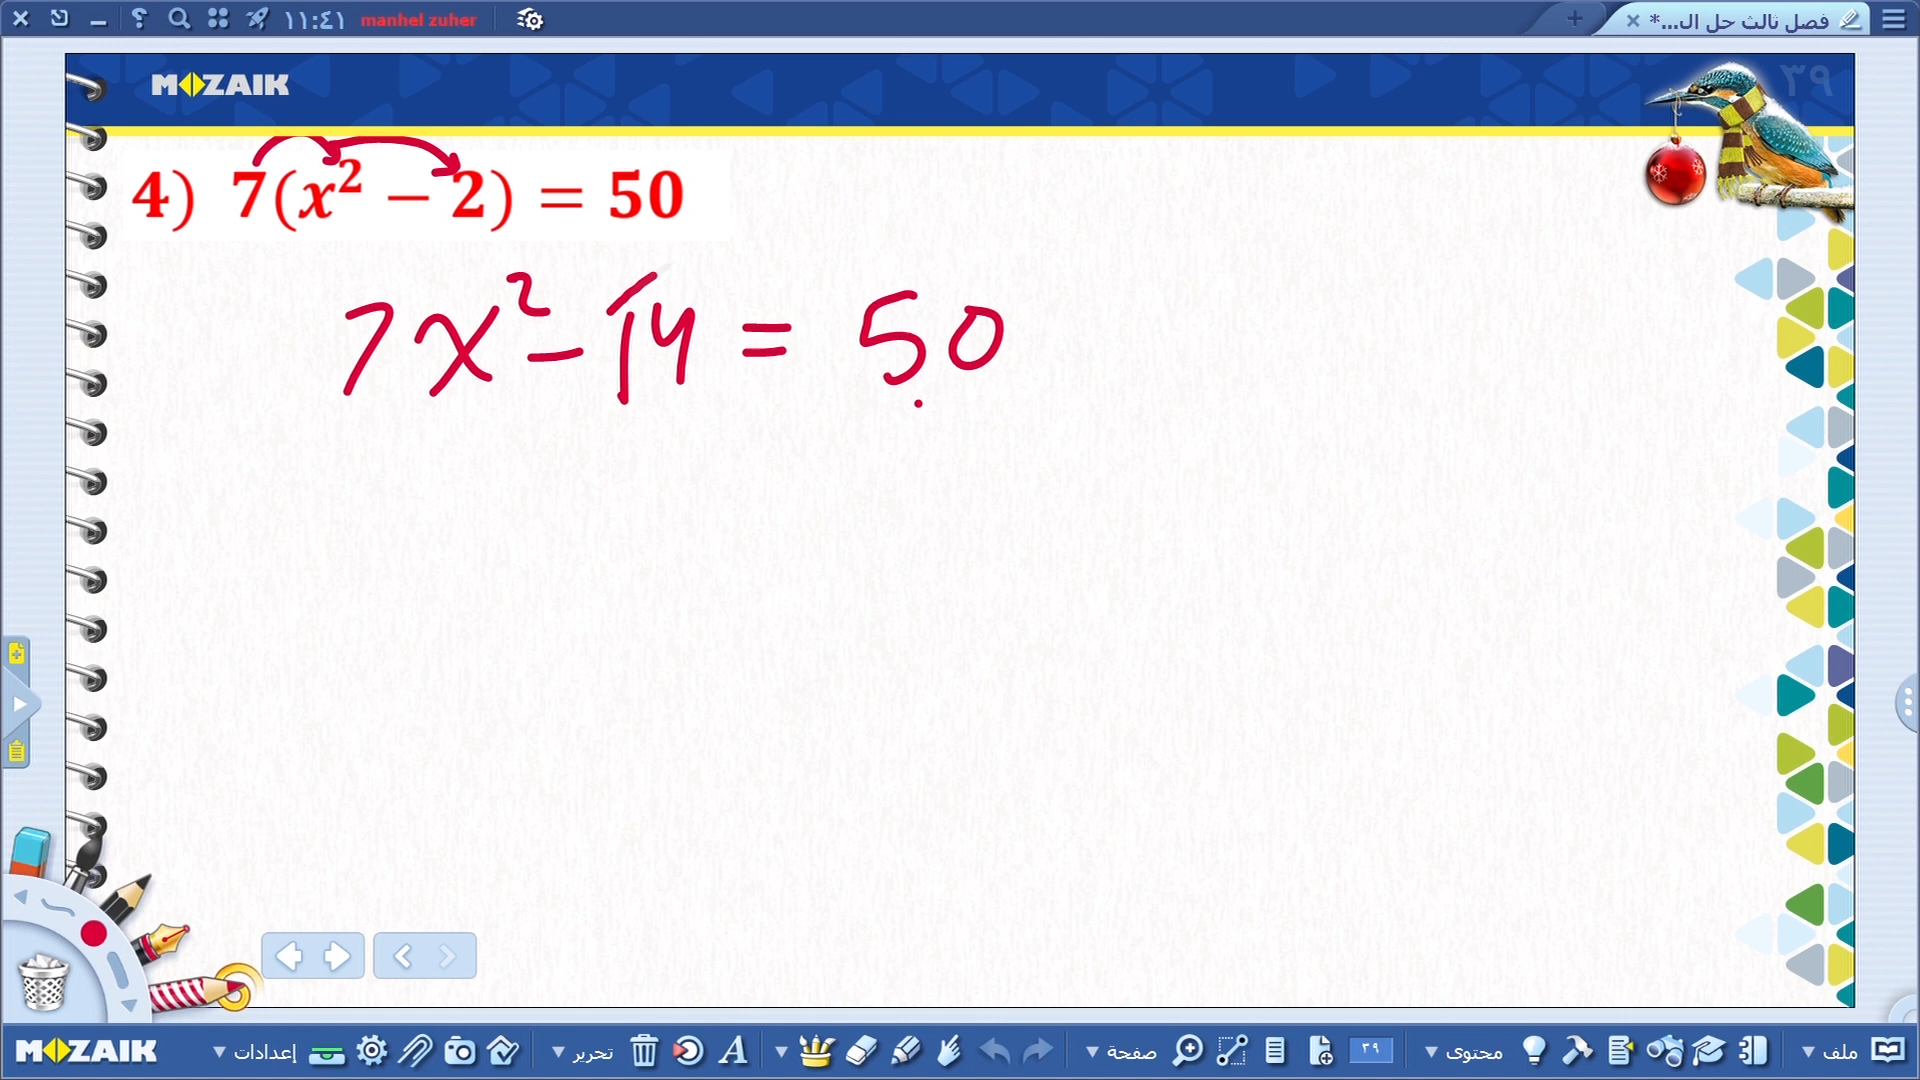 ١١:٤١ manhel zuher
فصل ثالث حل ال...*
MOZAIK
٣٩
4) 7(x² − 2) = 50
7x² − 14 = 50
MOZAIK إعدادات تحرير A صفحة ٣٩ محتوى ملف